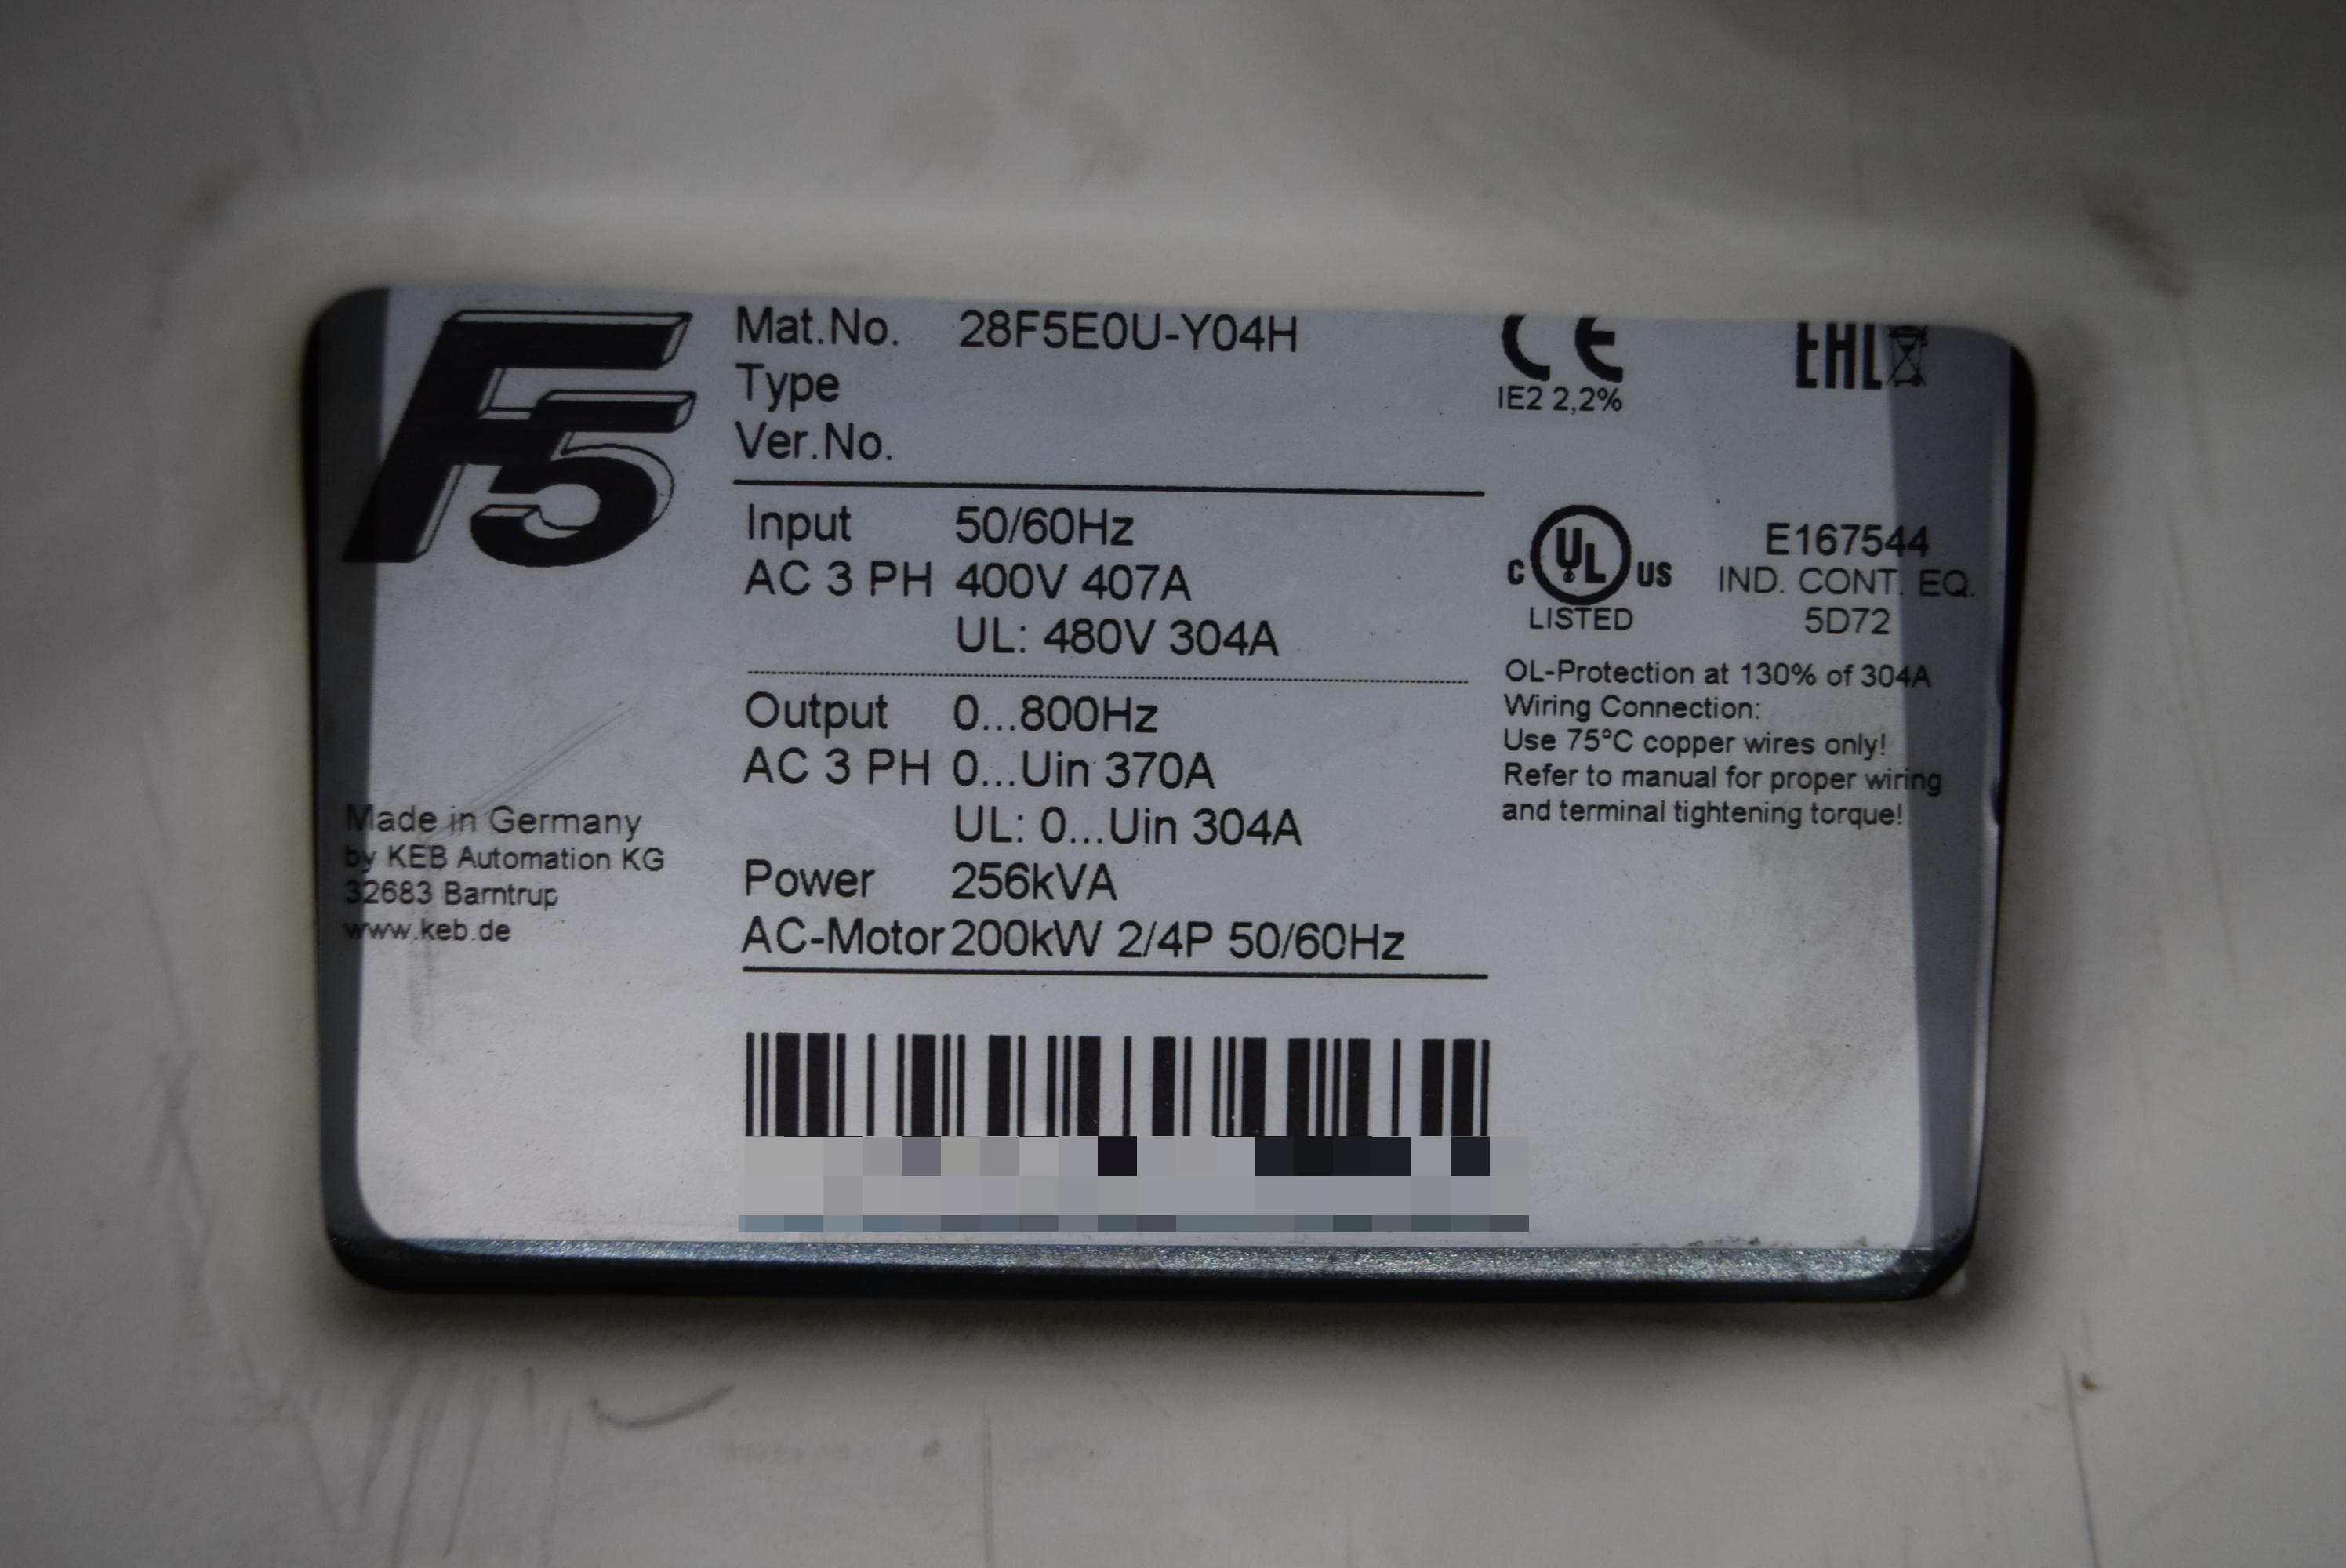 F5
Mat.No. 28F5E0U-Y04H
Type
Ver.No.
CE
IE2 2,2%
EAC
Input 50/60Hz
AC 3 PH 400V 407A
UL: 480V 304A
Output 0...800Hz
AC 3 PH 0...Uin 370A
UL: 0...Uin 304A
Power 256kVA
AC-Motor 200kW 2/4P 50/60Hz
C UL US
LISTED
E167544
IND. CONT. EQ.
5D72
OL-Protection at 130% of 304A
Wiring Connection:
Use 75°C copper wires only!
Refer to manual for proper wiring
and terminal tightening torque!
Made in Germany
by KEB Automation KG
32683 Barntrup
www.keb.de